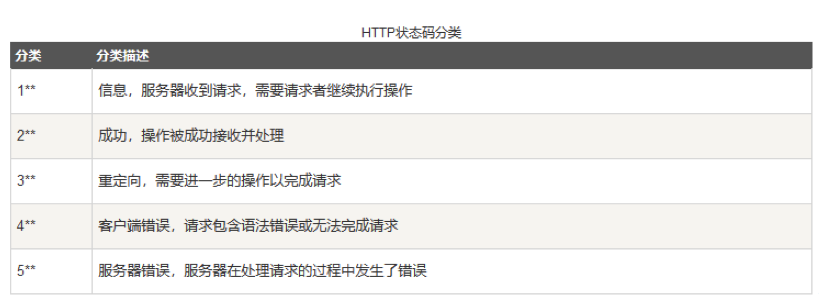 HTTP状态码分类
分类 分类描述
1** 信息，服务器收到请求，需要请求者继续执行操作
2** 成功，操作被成功接收并处理
3** 重定向，需要进一步的操作以完成请求
4** 客户端错误，请求包含语法错误或无法完成请求
5** 服务器错误，服务器在处理请求的过程中发生了错误